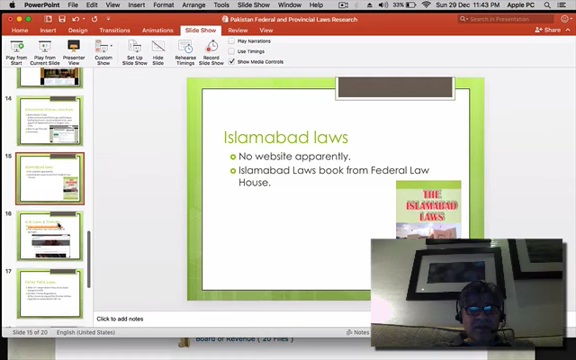 PowerPoint File Edit View Insert Format Arrange Tools
33% Sun 29 Dec 11:43 PM Apple PC
Pakistan Federal and Provincial Laws Research
Search in Presentation
Home Insert Design Transitions Animations Slide Show Review View Share
Play from Start
Play from Current Slide
Presenter View
Custom Show
Set Up Slide Show
Hide Slide
Rehearse Timings
Record Slide Show
Play Narrations
Use Timings
Show Media Controls
14
15
Islamabad laws
16
17
Islamabad laws
No website apparently.
Islamabad Laws book from Federal Law
House.
THE
ISLAMABAD
LAWS
Click to add notes
Slide 15 of 20 English (United States)
Notes
Board of Revenue ( 20 Files )